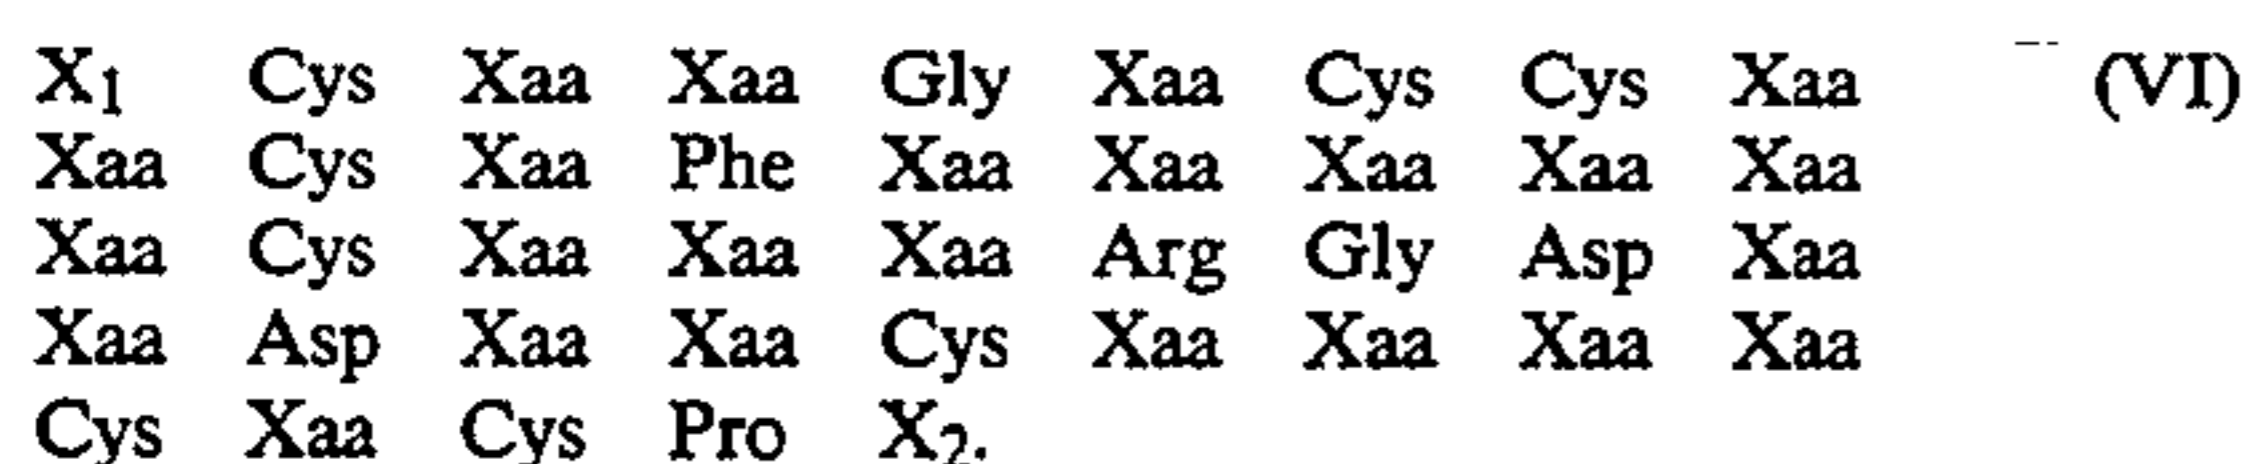 X₁ Cys Xaa Xaa Gly Xaa Cys Cys Xaa (VI)
Xaa Cys Xaa Phe Xaa Xaa Xaa Xaa Xaa
Xaa Cys Xaa Xaa Xaa Arg Gly Asp Xaa
Xaa Asp Xaa Xaa Cys Xaa Xaa Xaa Xaa
Cys Xaa Cys Pro X₂.